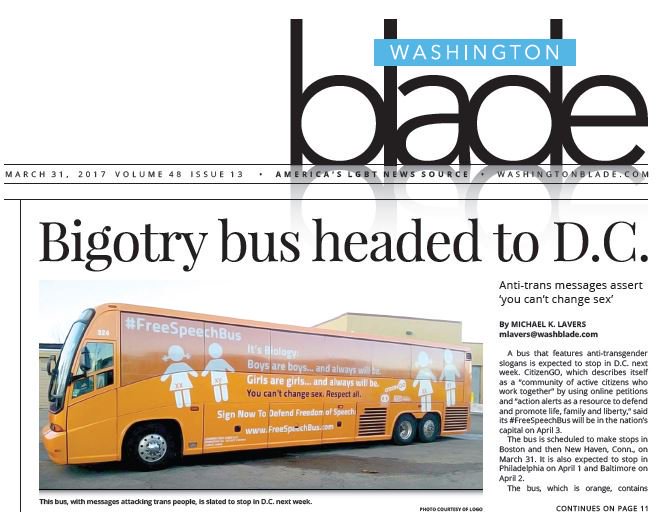 WASHINGTON
blade
MARCH 31, 2017 VOLUME 48 ISSUE 13 • AMERICA'S LGBT NEWS SOURCE • WASHINGTONBLADE.COM
Bigotry bus headed to D.C.
324
#FreeSpeechBus
It's Biology:
Boys are boys... and always will be.
Girls are girls... and always will be.
You can't change sex. Respect all.
Sign Now To Defend Freedom of Speech
www.FreeSpeechBus.com
XY
XY
XX
XX
This bus, with messages attacking trans people, is slated to stop in D.C. next week.
PHOTO COURTESY OF LOGO
Anti-trans messages assert
'you can't change sex'
By MICHAEL K. LAVERS
mlavers@washblade.com
A bus that features anti-transgender
slogans is expected to stop in D.C. next
week. CitizenGO, which describes itself
as a "community of active citizens who
work together" by using online petitions
and "action alerts as a resource to defend
and promote life, family and liberty," said
its #FreeSpeechBus will be in the nation's
capital on April 3.
The bus is scheduled to make stops in
Boston and then New Haven, Conn., on
March 31. It is also expected to stop in
Philadelphia on April 1 and Baltimore on
April 2.
The bus, which is orange, contains
CONTINUES ON PAGE 11